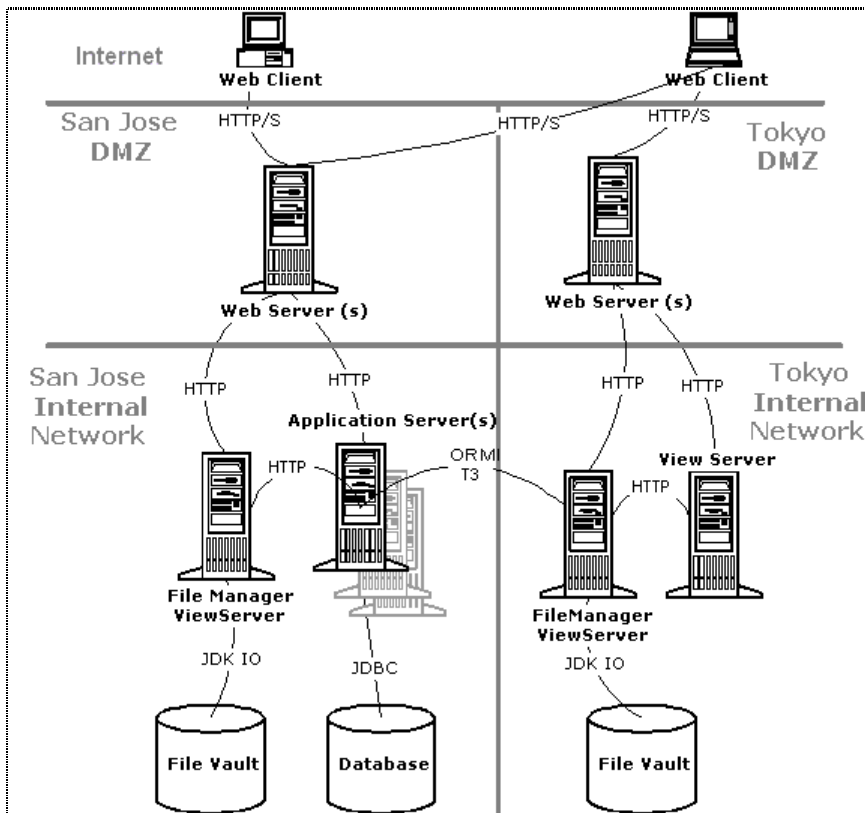 Internet
Web Client
Web Client
HTTP/S
HTTP/S
HTTP/S
San Jose
DMZ
Tokyo
DMZ
Web Server (s)
Web Server (s)
San Jose
Internal
Network
HTTP
HTTP
HTTP
HTTP
Tokyo
Internal
Network
Application Server(s)
ORMI
T3
View Server
HTTP
HTTP
File Manager
ViewServer
FileManager
ViewServer
JDK IO
JDBC
JDK IO
File Vault
Database
File Vault